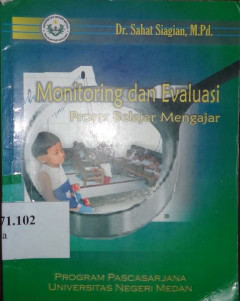 Dr. Sahat Siagian, M.Pd.
Monitoring dan Evaluasi
Proses Belajar Mengajar
71.102
a
PROGRAM PASCASARJANA
UNIVERSITAS NEGERI MEDAN